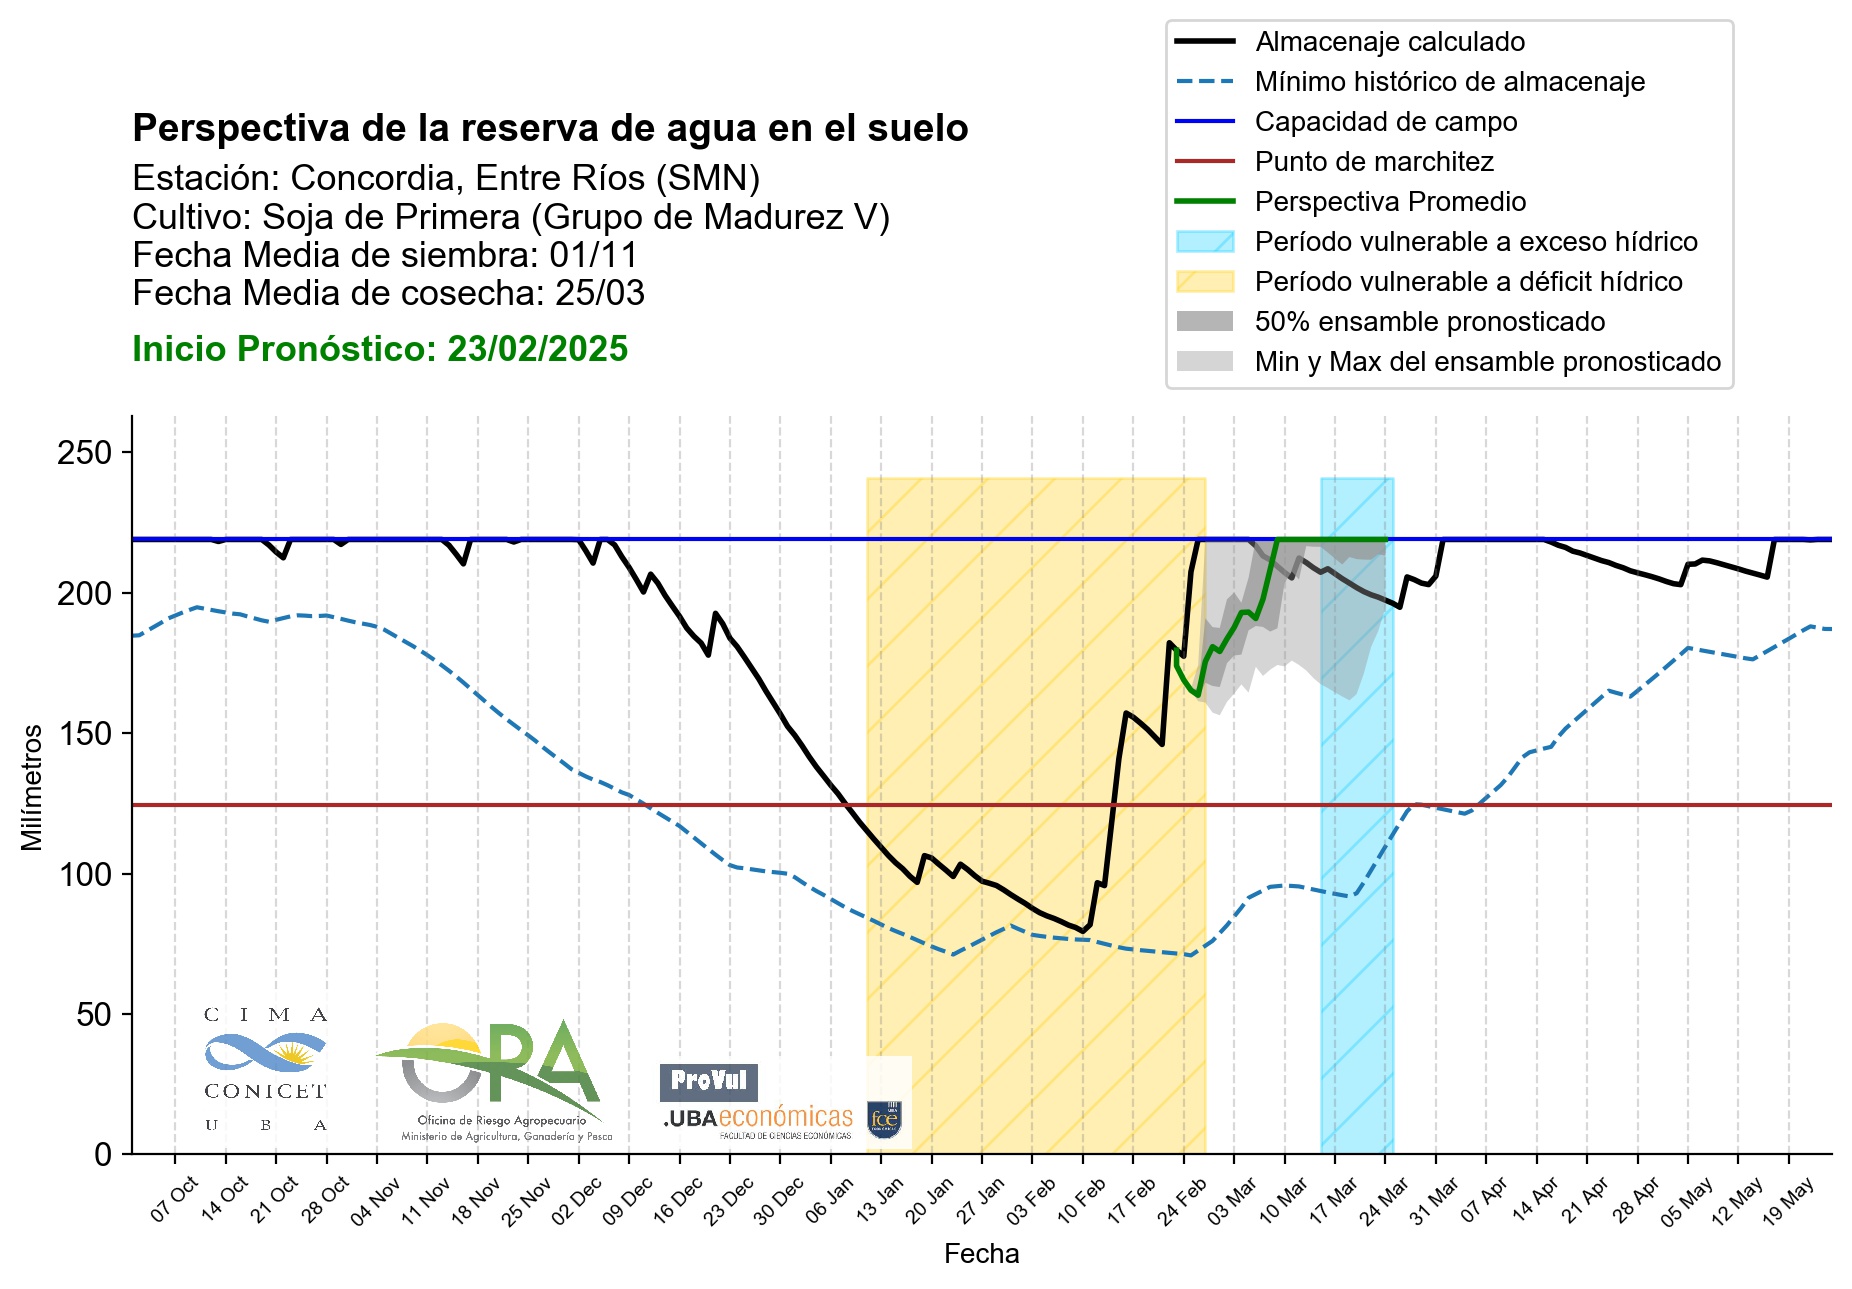 Almacenaje calculado
Mínimo histórico de almacenaje
Capacidad de campo
Punto de marchitez
Perspectiva Promedio
Período vulnerable a exceso hídrico
Período vulnerable a déficit hídrico
50% ensamble pronosticado
Min y Max del ensamble pronosticado
Perspectiva de la reserva de agua en el suelo
Estación: Concordia, Entre Ríos (SMN)
Cultivo: Soja de Primera (Grupo de Madurez V)
Fecha Media de siembra: 01/11
Fecha Media de cosecha: 25/03
Inicio Pronóstico: 23/02/2025
250
200
150
100
50
0
Milímetros
CIMA
CONICET
UBA
OPA
Oficina de Riesgo Agropecuario
Ministerio de Agricultura, Ganadería y Pesca
ProVul
.UBAeconómicas
FACULTAD DE CIENCIAS ECONÓMICAS
UBA
fce
07 Oct
14 Oct
21 Oct
28 Oct
04 Nov
11 Nov
18 Nov
25 Nov
02 Dec
09 Dec
16 Dec
23 Dec
30 Dec
06 Jan
13 Jan
20 Jan
27 Jan
03 Feb
10 Feb
17 Feb
24 Feb
03 Mar
10 Mar
17 Mar
24 Mar
31 Mar
07 Apr
14 Apr
21 Apr
28 Apr
05 May
12 May
19 May
Fecha